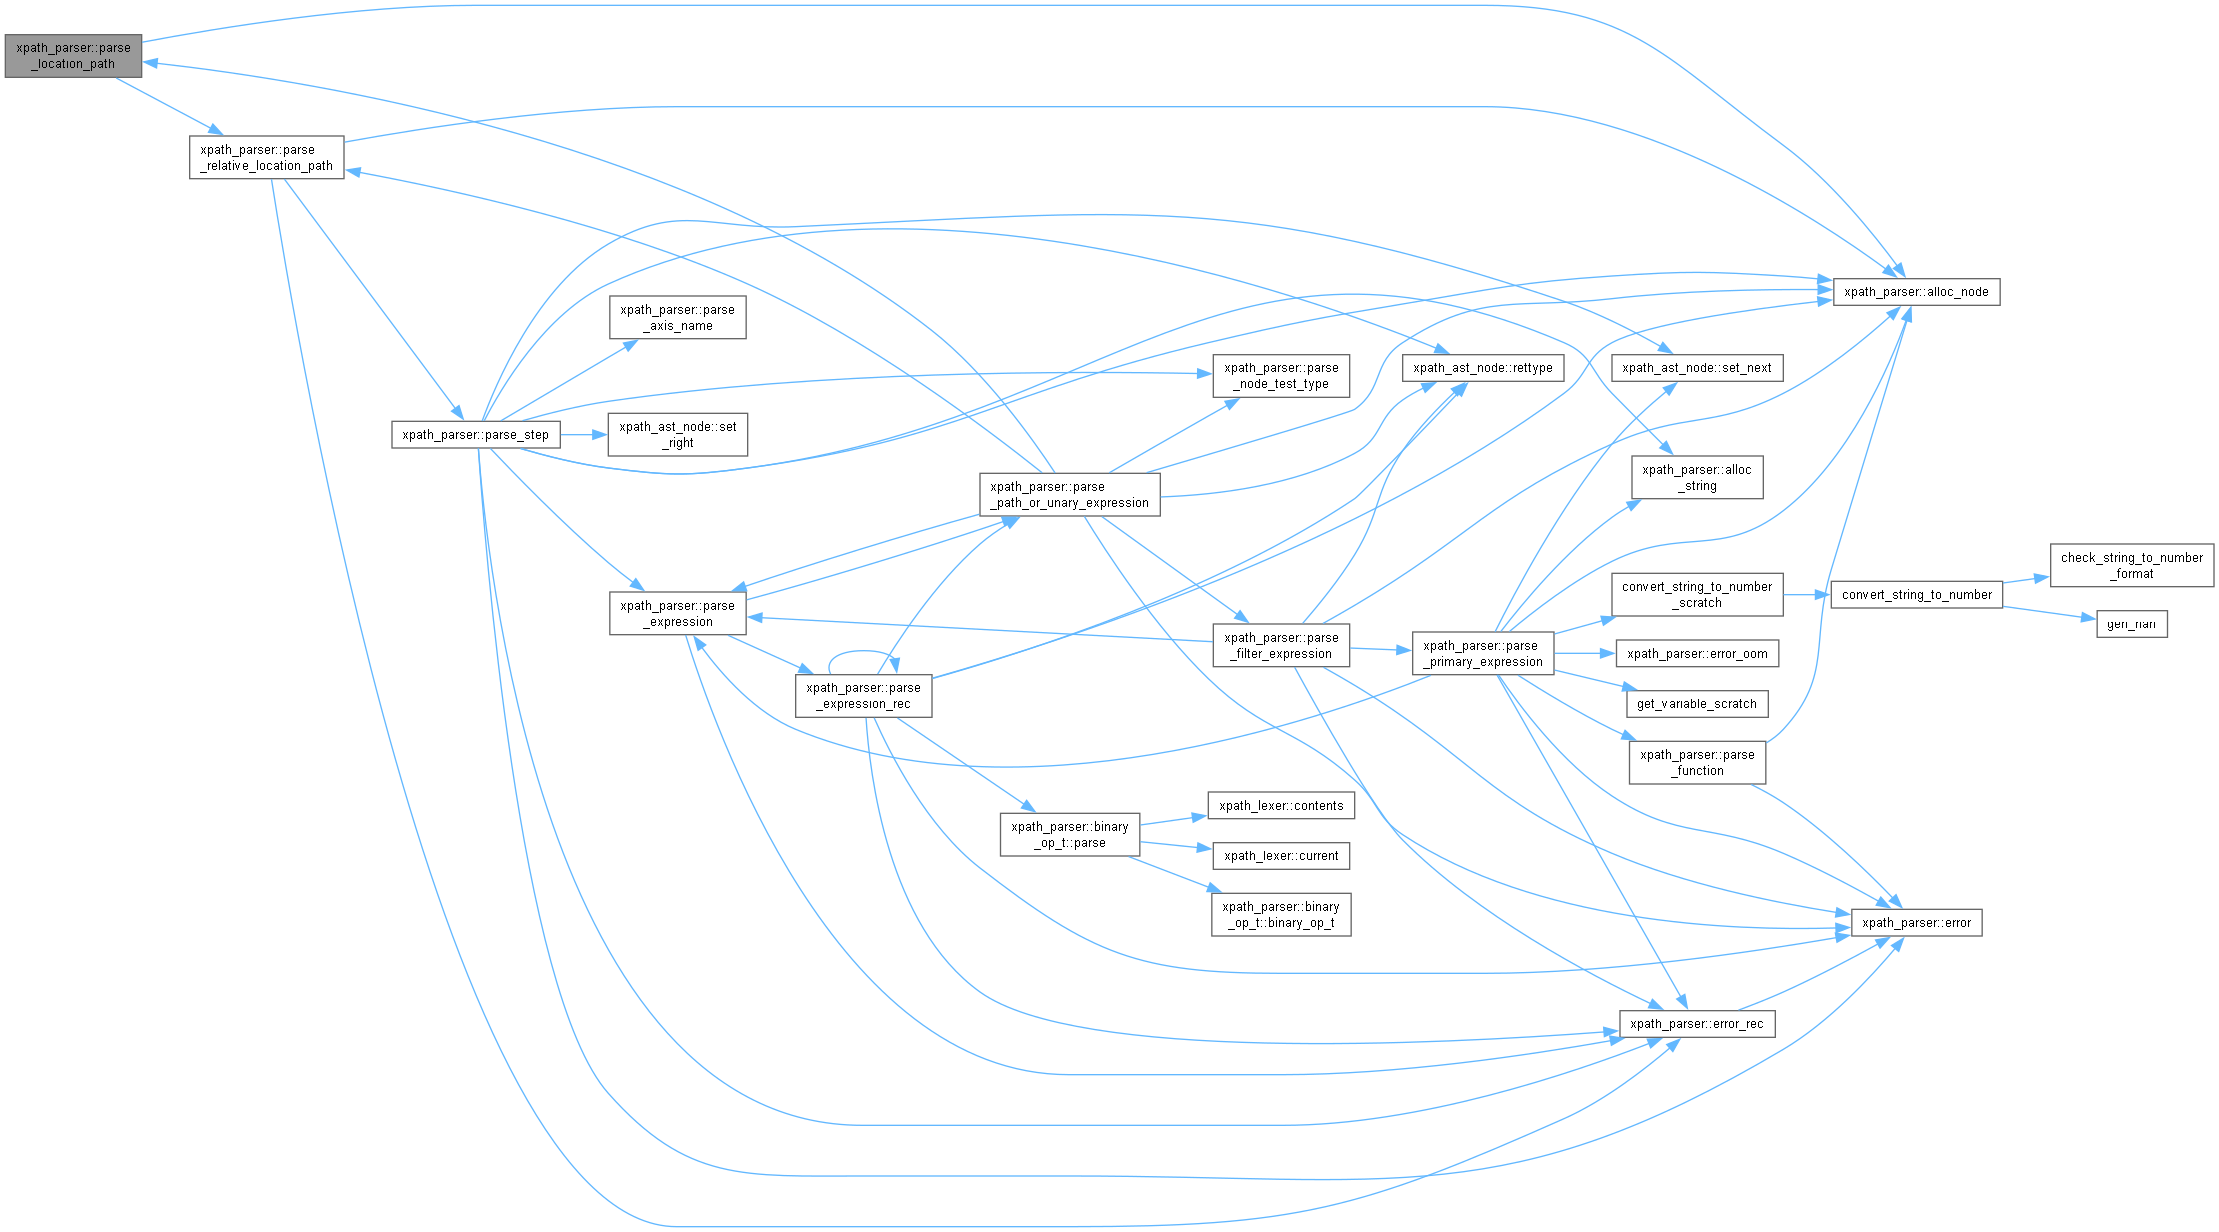 xpath_parser::parse
_location_path
xpath_parser::parse
_relative_location_path
xpath_parser::parse_step
xpath_parser::parse
_axis_name
xpath_ast_node::set
_right
xpath_parser::parse
_expression
xpath_parser::parse
_expression_rec
xpath_parser::parse
_path_or_unary_expression
xpath_parser::binary
_op_t::parse
xpath_parser::parse
_node_test_type
xpath_parser::parse
_filter_expression
xpath_lexer::contents
xpath_lexer::current
xpath_parser::binary
_op_t::binary_op_t
xpath_ast_node::rettype
xpath_parser::parse
_primary_expression
xpath_ast_node::set_next
xpath_parser::alloc
_string
convert_string_to_number
_scratch
xpath_parser::error_oom
get_variable_scratch
xpath_parser::parse
_function
xpath_parser::error_rec
xpath_parser::alloc_node
convert_string_to_number
xpath_parser::error
check_string_to_number
_format
gen_nan